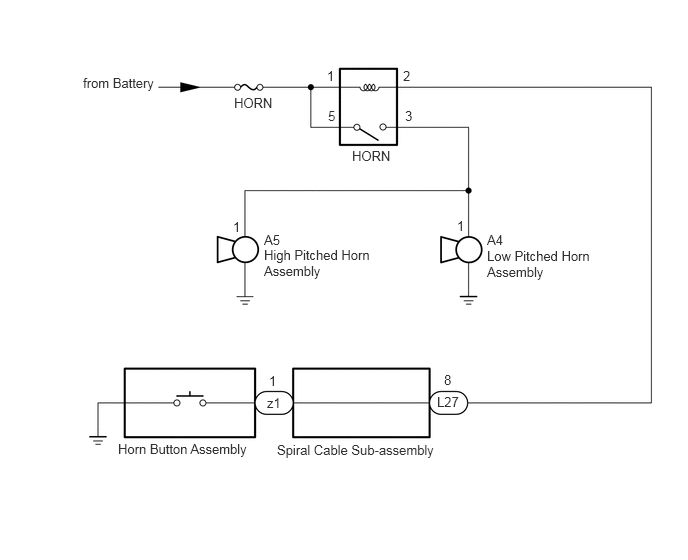 from Battery
HORN
1
2
5
3
HORN
1
A5
High Pitched Horn
Assembly
1
A4
Low Pitched Horn
Assembly
1
z1
8
L27
Horn Button Assembly
Spiral Cable Sub-assembly